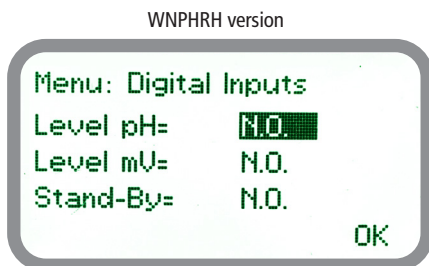 WNPHRH version
Menu: Digital Inputs
Level pH= N.O.
Level mV= N.O.
Stand-By= N.O.
OK